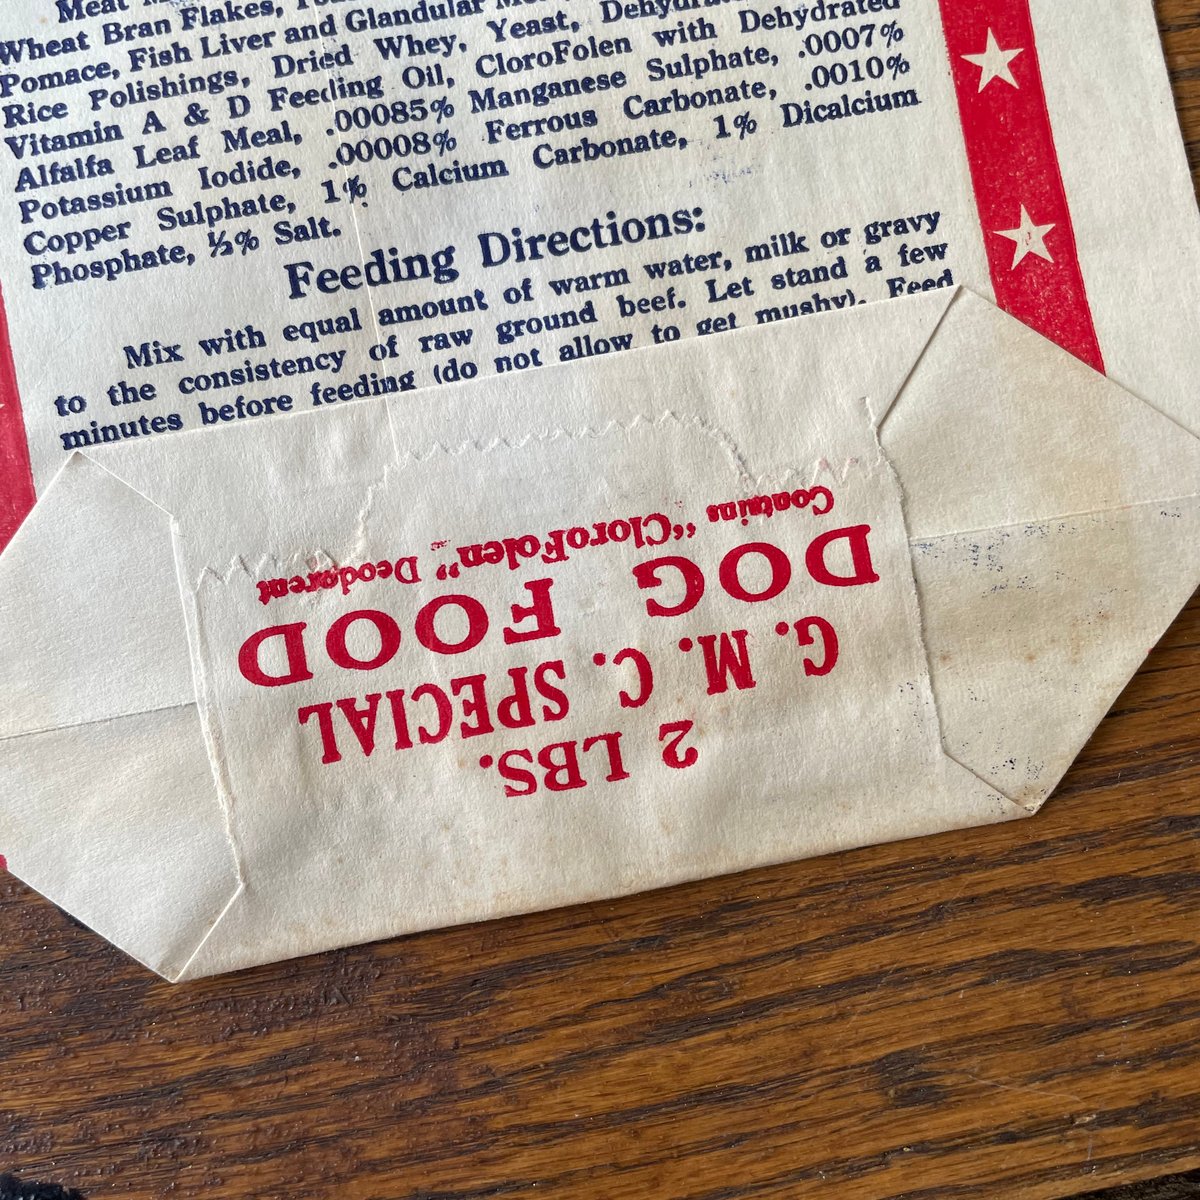 Meat
Wheat Bran Flakes,
Pomace, Fish Liver and Glandular
Rice Polishings, Dried Whey, Yeast,
Vitamin A & D Feeding Oil, CloroFolen with Dehydrated
Alfalfa Leaf Meal, .00085% Manganese Sulphate, .0007%
Potassium Iodide, .00008% Ferrous Carbonate, .0010%
Copper Sulphate, 1% Calcium Carbonate, 1% Dicalcium
Phosphate, ½% Salt.
Feeding Directions:
Mix with equal amount of warm water, milk or gravy
to the consistency of raw ground beef. Let stand a few
minutes before feeding (do not allow to get mushy). Feed
2 LBS.
G. M. C. SPECIAL
DOG FOOD
Contains "CloroFolen" Deodorent